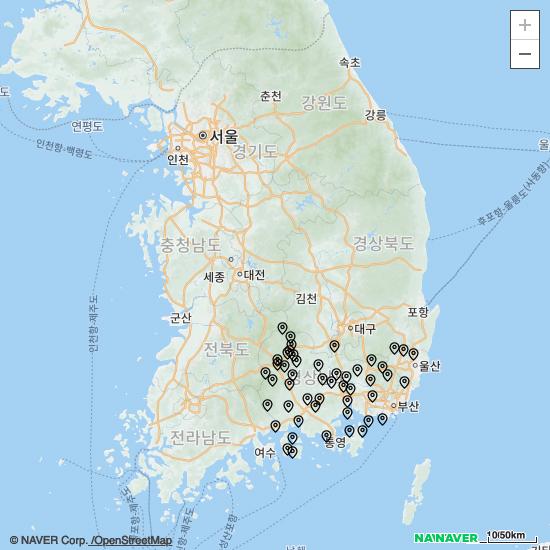 +
−
속초
춘천
강원도
강릉
도
연평도
서울
인천
경기도
인천항-백령도
울
후포항-울릉도(사동항)
충청남도
경상북도
세종
대전
김천
인천항-제주도
군산
포항
대구
전북도
울산
부산
전라남도
여수
통영
© NAVER Corp. /OpenStreetMap
NAVER
10/50km